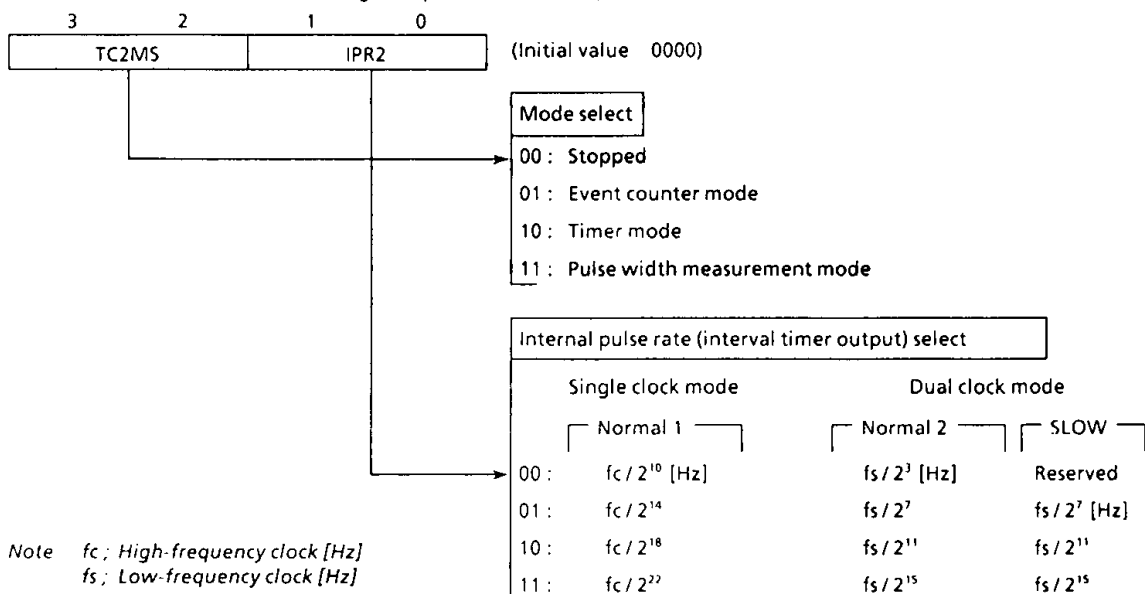 3 2 1 0
TC2MS IPR2 (Initial value 0000)
Mode select
00 : Stopped
01 : Event counter mode
10 : Timer mode
11 : Pulse width measurement mode
Internal pulse rate (interval timer output) select
Single clock mode Dual clock mode
Normal 1 Normal 2 SLOW
00 : fc / 2¹⁰ [Hz] fs / 2³ [Hz] Reserved
01 : fc / 2¹⁴ fs / 2⁷ fs / 2⁷ [Hz]
10 : fc / 2¹⁸ fs / 2¹¹ fs / 2¹¹
11 : fc / 2²² fs / 2¹⁵ fs / 2¹⁵
Note fc ; High-frequency clock [Hz]
fs ; Low-frequency clock [Hz]